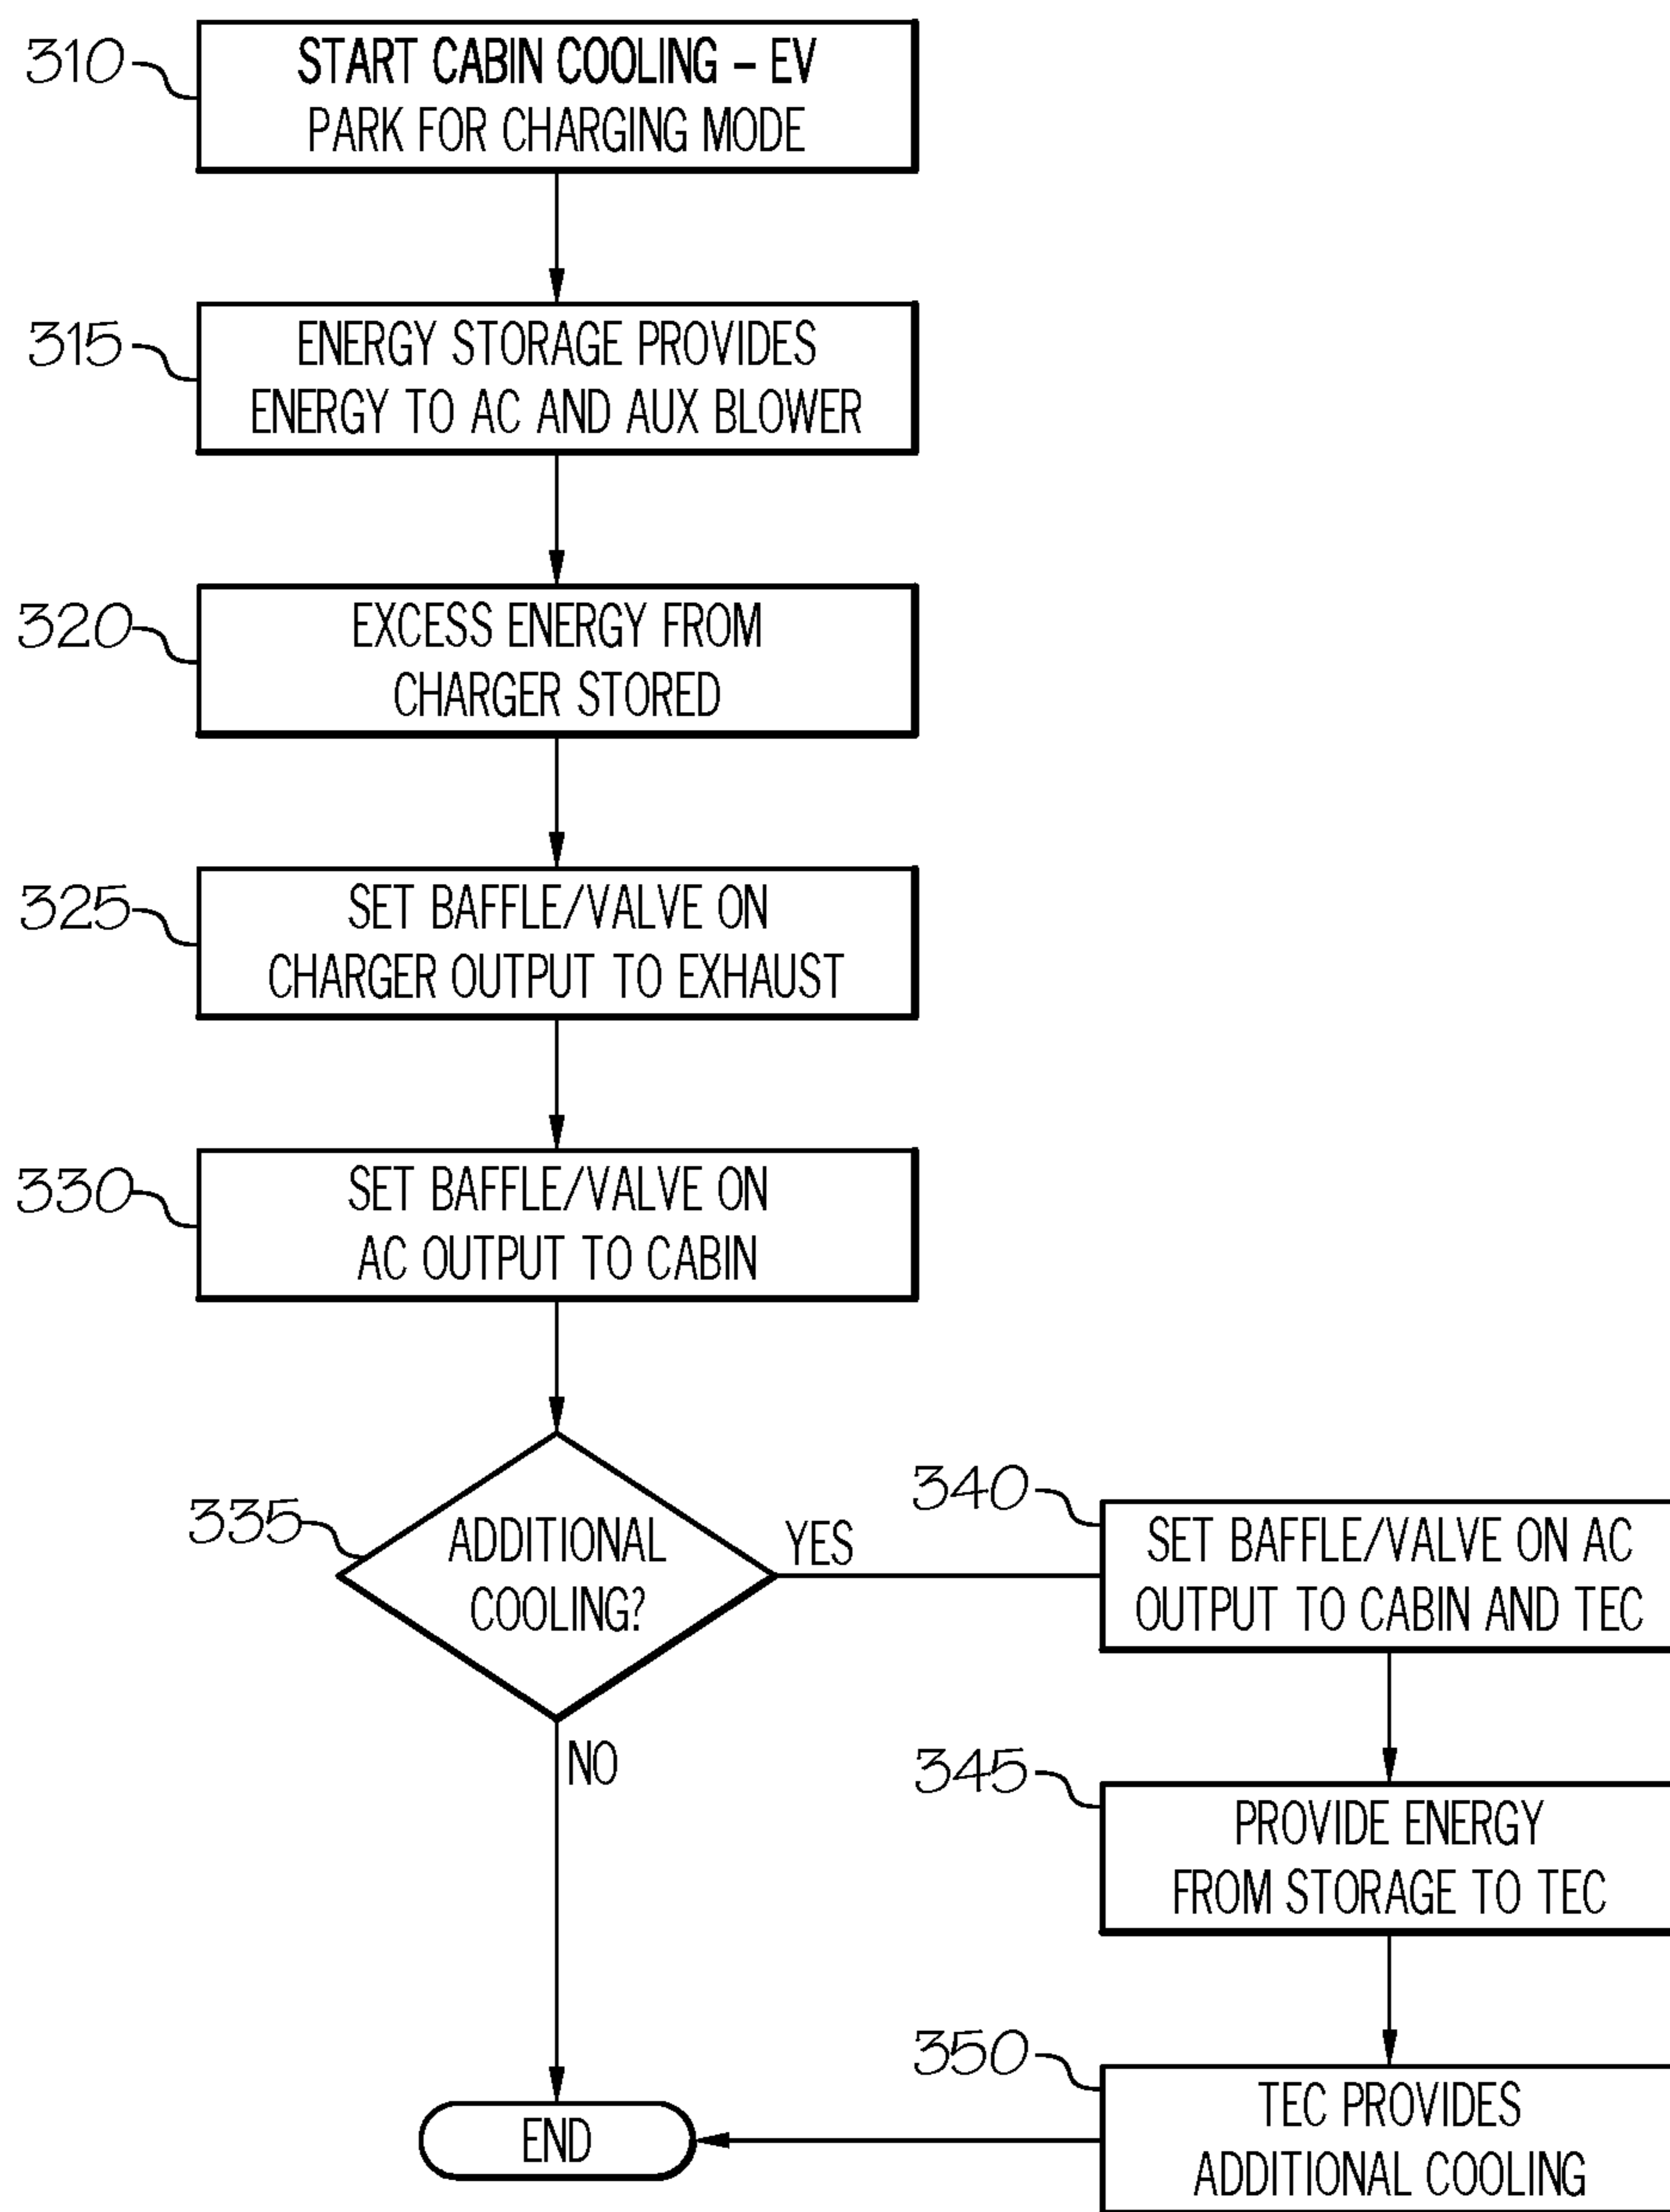 310
START CABIN COOLING – EV
PARK FOR CHARGING MODE
315
ENERGY STORAGE PROVIDES
ENERGY TO AC AND AUX BLOWER
320
EXCESS ENERGY FROM
CHARGER STORED
325
SET BAFFLE/VALVE ON
CHARGER OUTPUT TO EXHAUST
330
SET BAFFLE/VALVE ON
AC OUTPUT TO CABIN
335
ADDITIONAL
COOLING?
YES
340
SET BAFFLE/VALVE ON AC
OUTPUT TO CABIN AND TEC
NO
345
PROVIDE ENERGY
FROM STORAGE TO TEC
350
TEC PROVIDES
ADDITIONAL COOLING
END